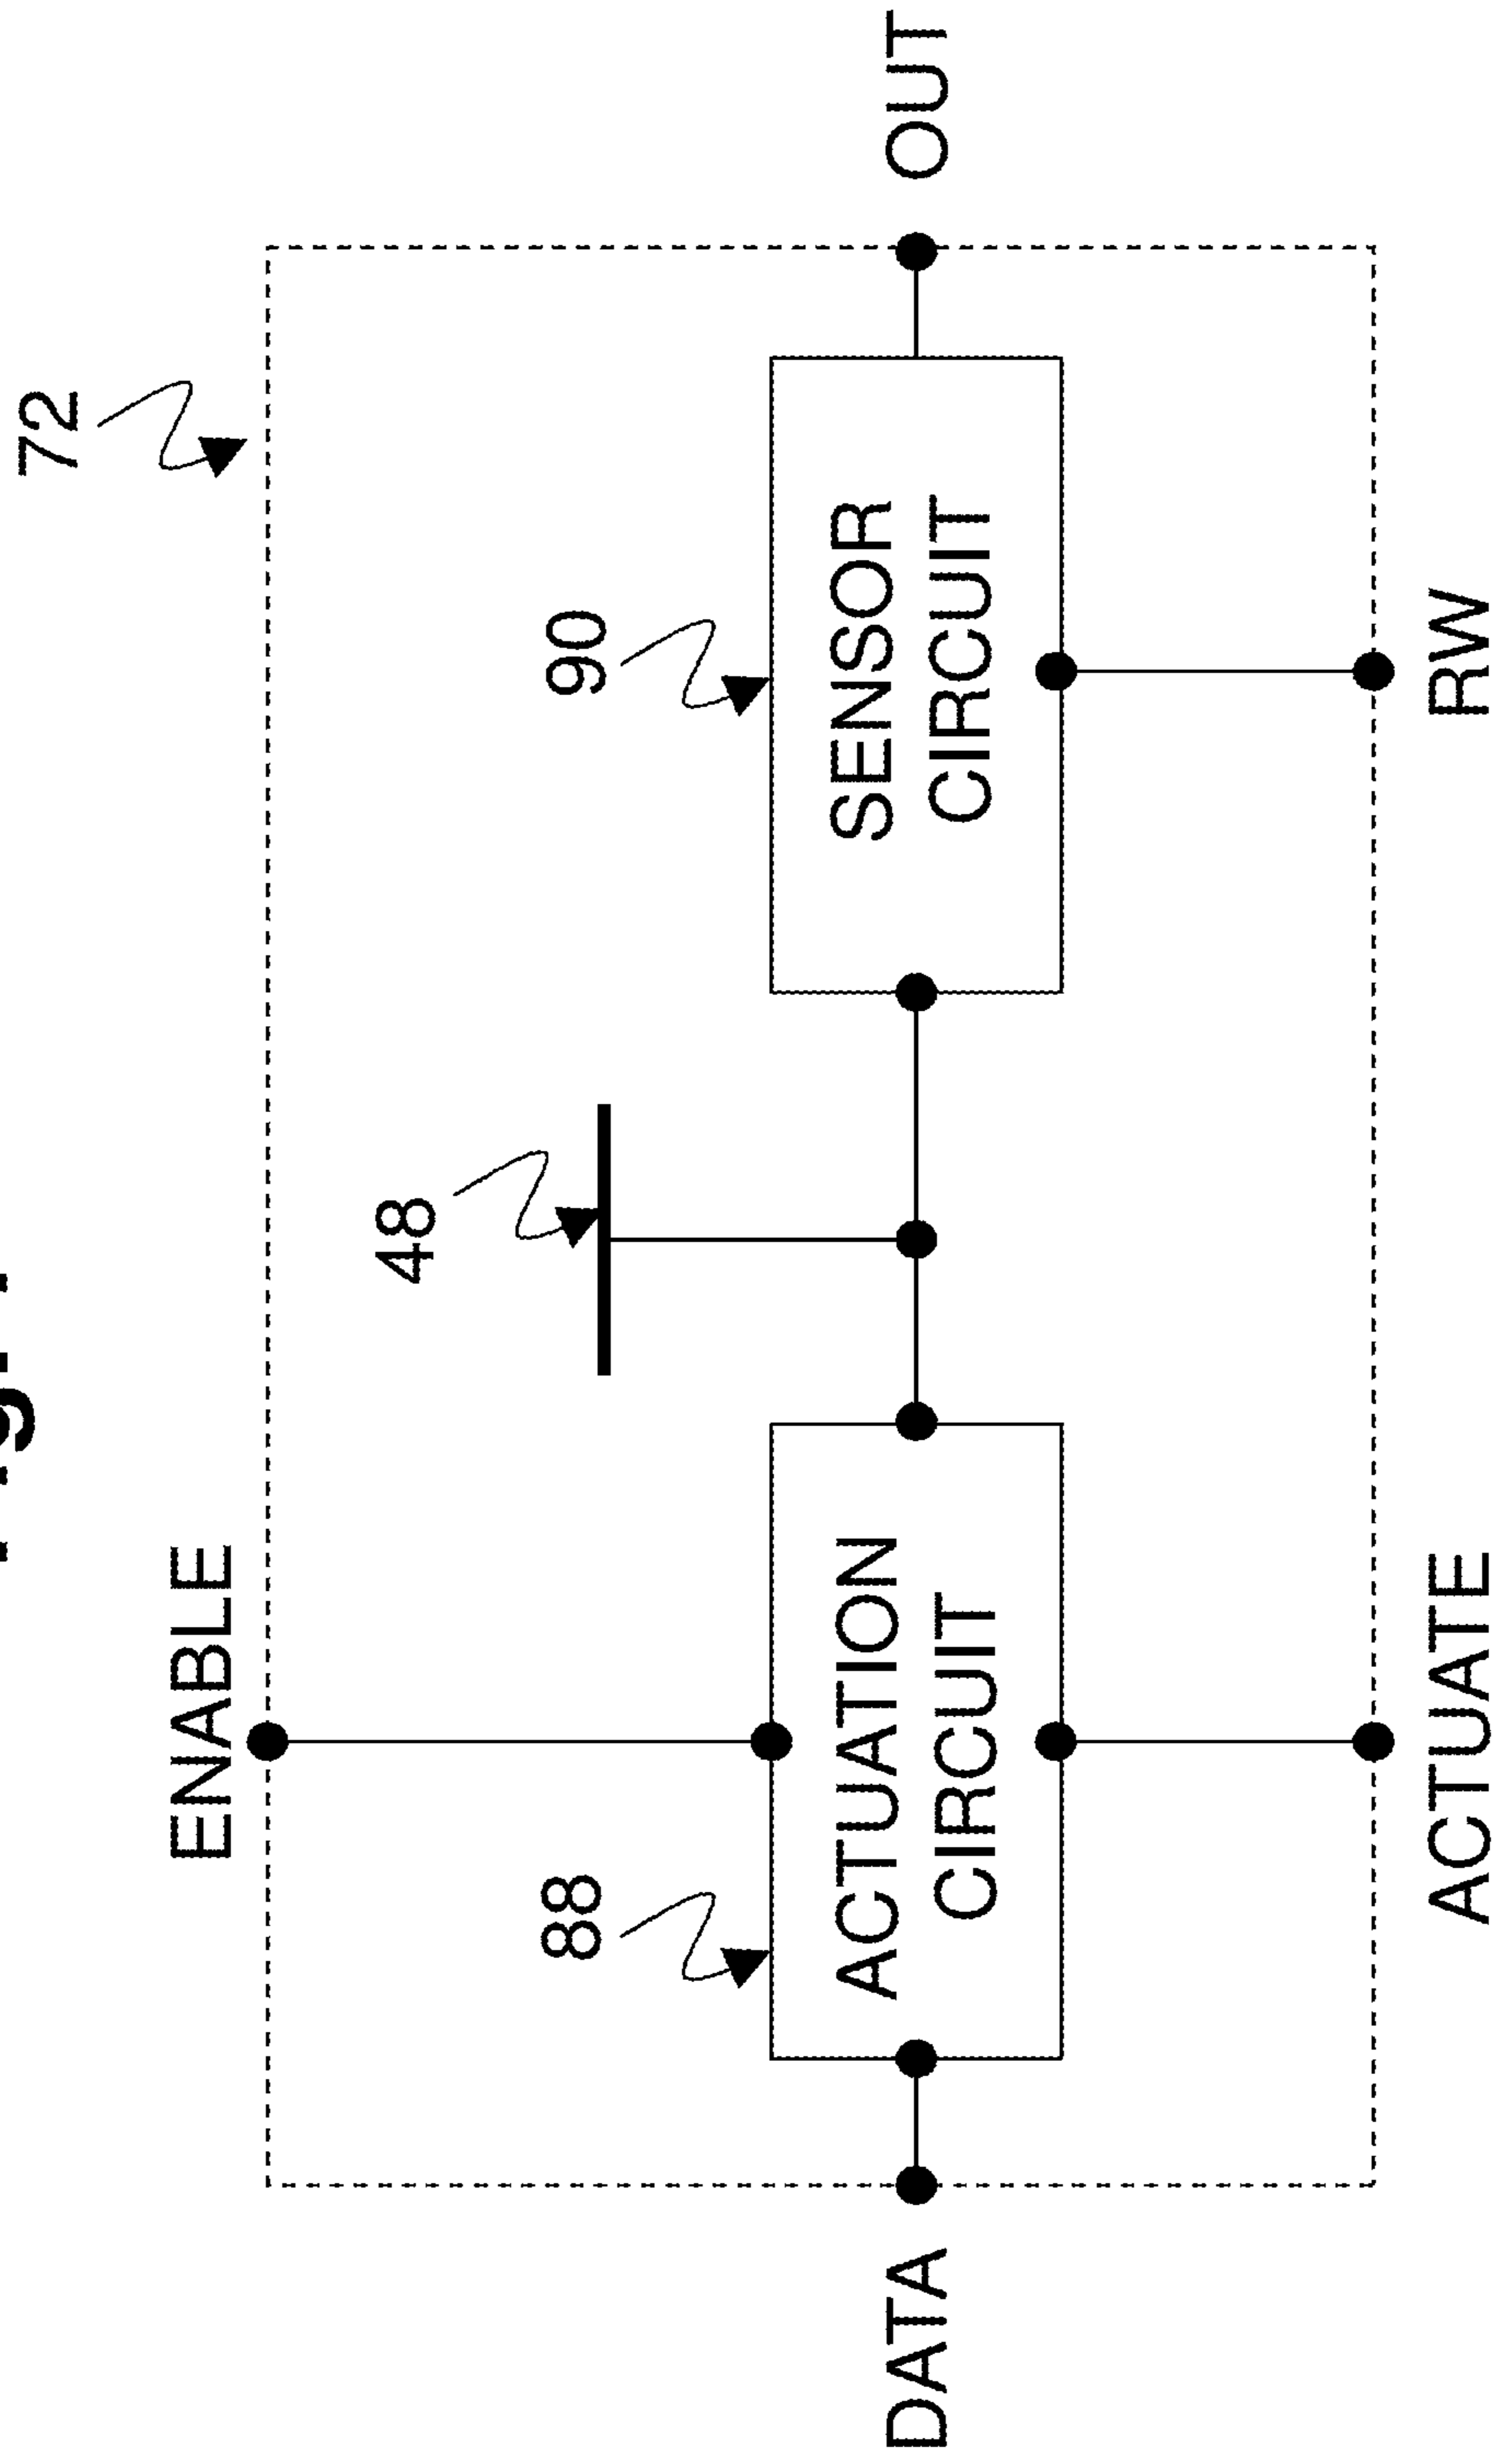 72
ENABLE
48
88
90
DATA
ACTUATION
CIRCUIT
SENSOR
CIRCUIT
OUT
ACTUATE
RW